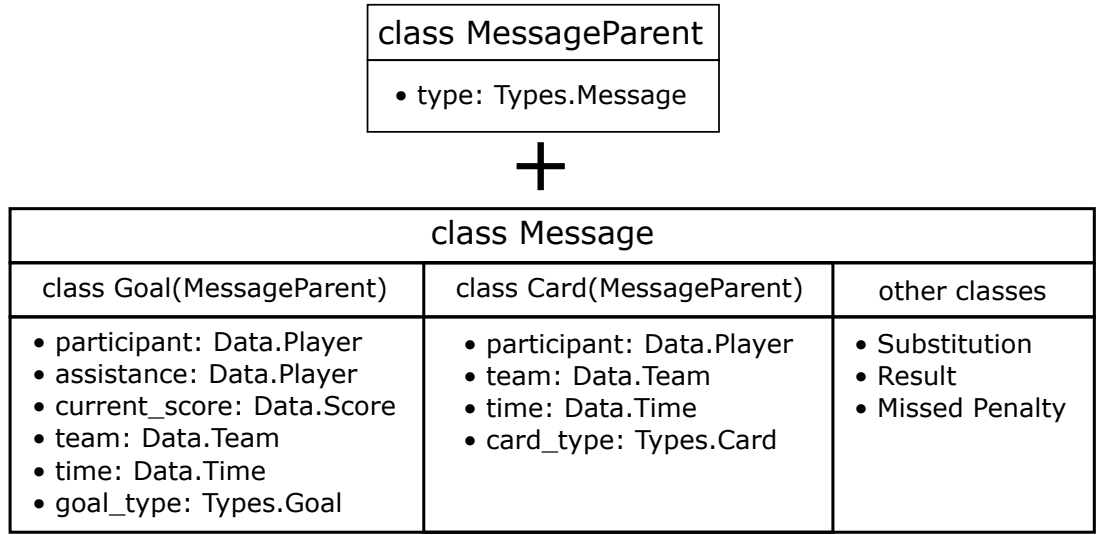 class MessageParent
• type: Types.Message
+
class Message
class Goal(MessageParent)
• participant: Data.Player
• assistance: Data.Player
• current_score: Data.Score
• team: Data.Team
• time: Data.Time
• goal_type: Types.Goal
class Card(MessageParent)
• participant: Data.Player
• team: Data.Team
• time: Data.Time
• card_type: Types.Card
other classes
• Substitution
• Result
• Missed Penalty